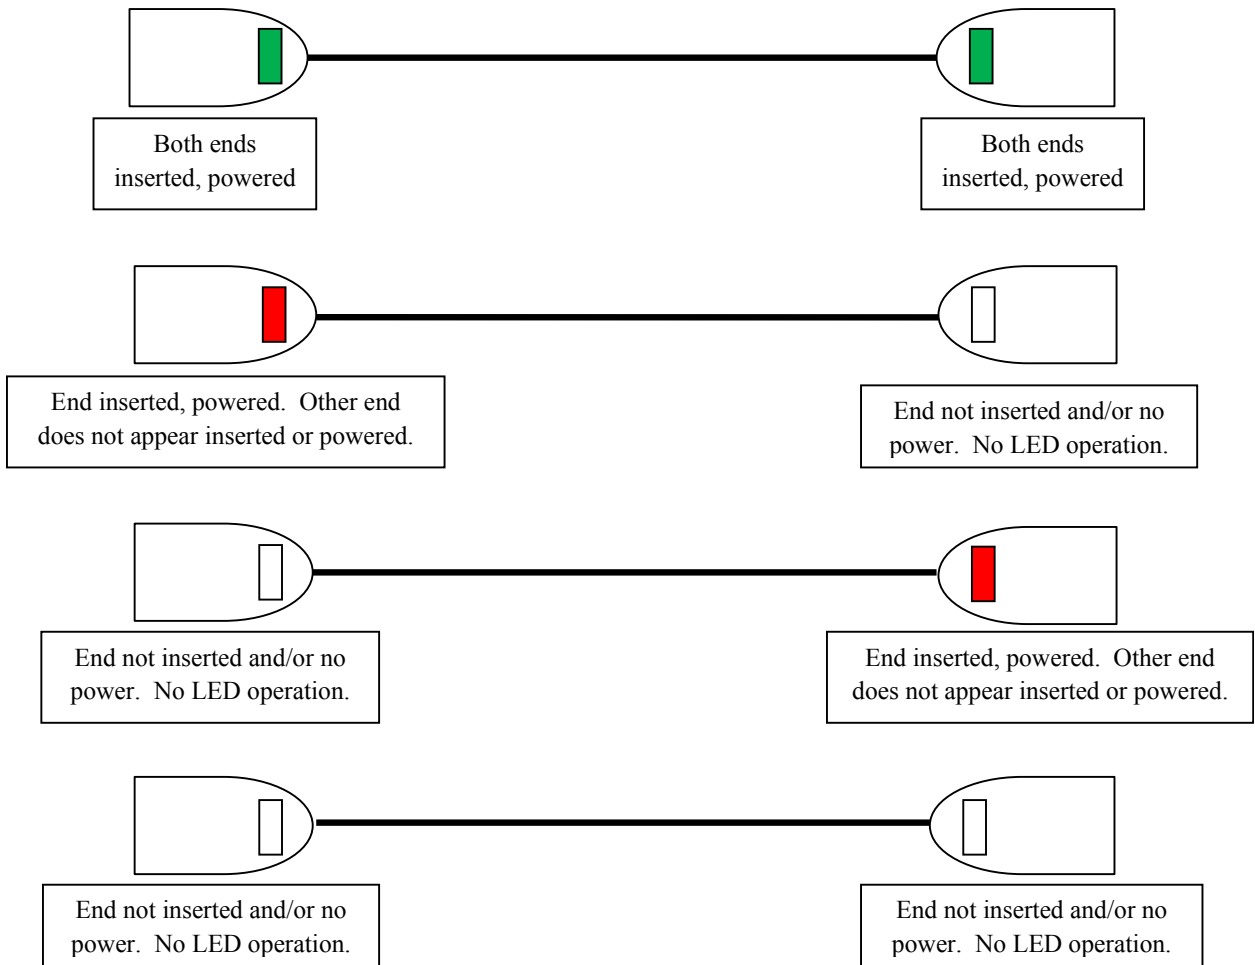 Both ends
inserted, powered
Both ends
inserted, powered
End inserted, powered.  Other end
does not appear inserted or powered.
End not inserted and/or no
power.  No LED operation.
End not inserted and/or no
power.  No LED operation.
End inserted, powered.  Other end
does not appear inserted or powered.
End not inserted and/or no
power.  No LED operation.
End not inserted and/or no
power.  No LED operation.